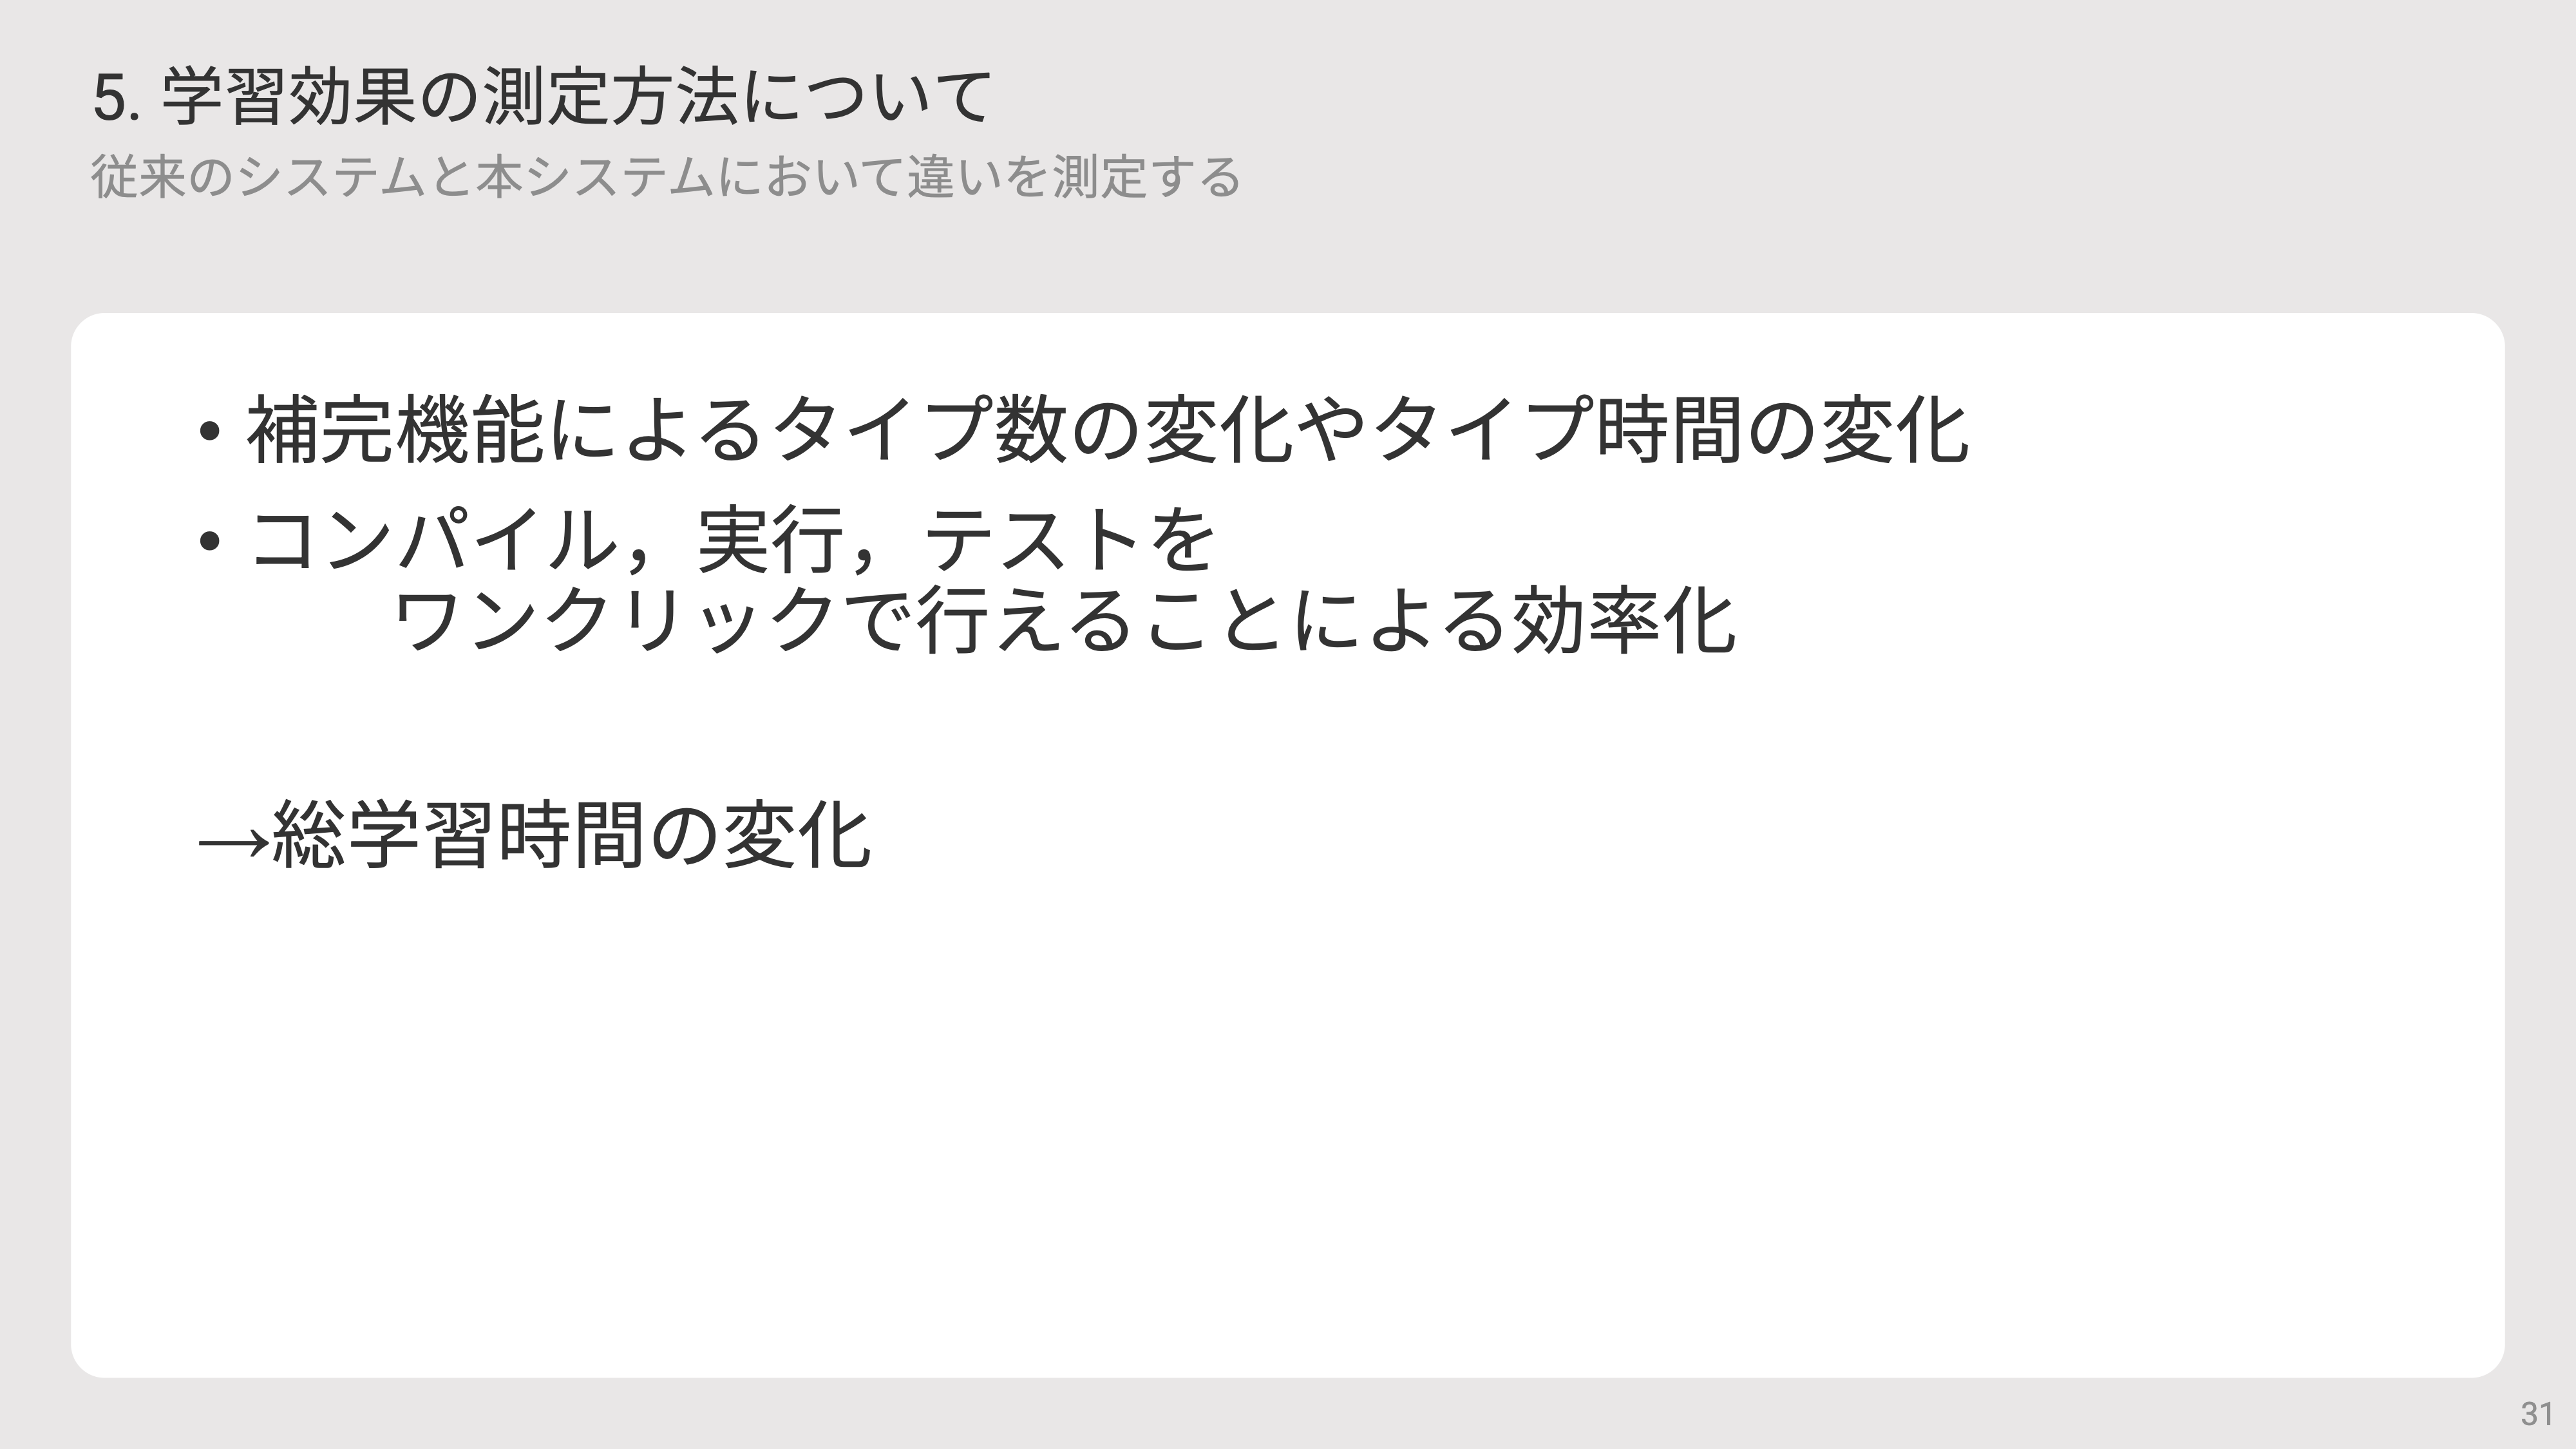 5. 学習効果の測定方法について
従来のシステムと本システムにおいて違いを測定する
• 補完機能によるタイプ数の変化やタイプ時間の変化
• コンパイル，実行，テストを
ワンクリックで行えることによる効率化
→総学習時間の変化
31